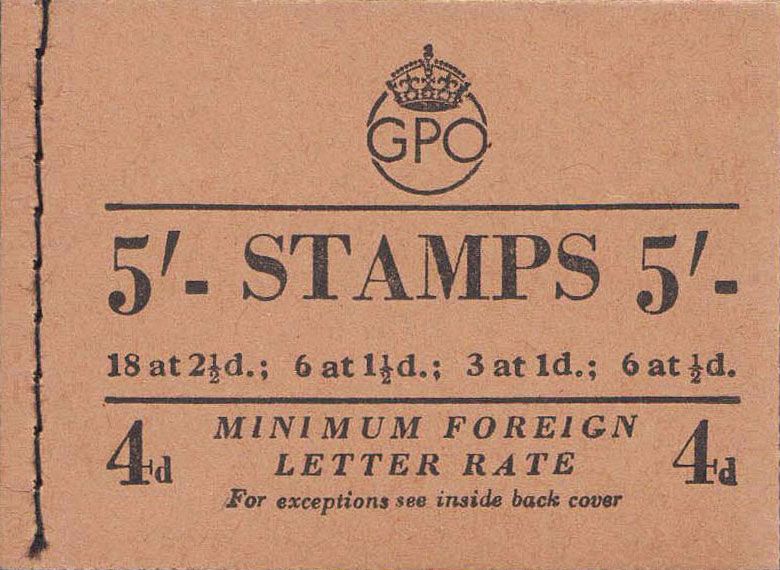 GPO
5'- STAMPS 5'-
18 at 2½d.; 6 at 1½d.; 3 at 1d.; 6 at ½d.
4d MINIMUM FOREIGN 4d
LETTER RATE
For exceptions see inside back cover